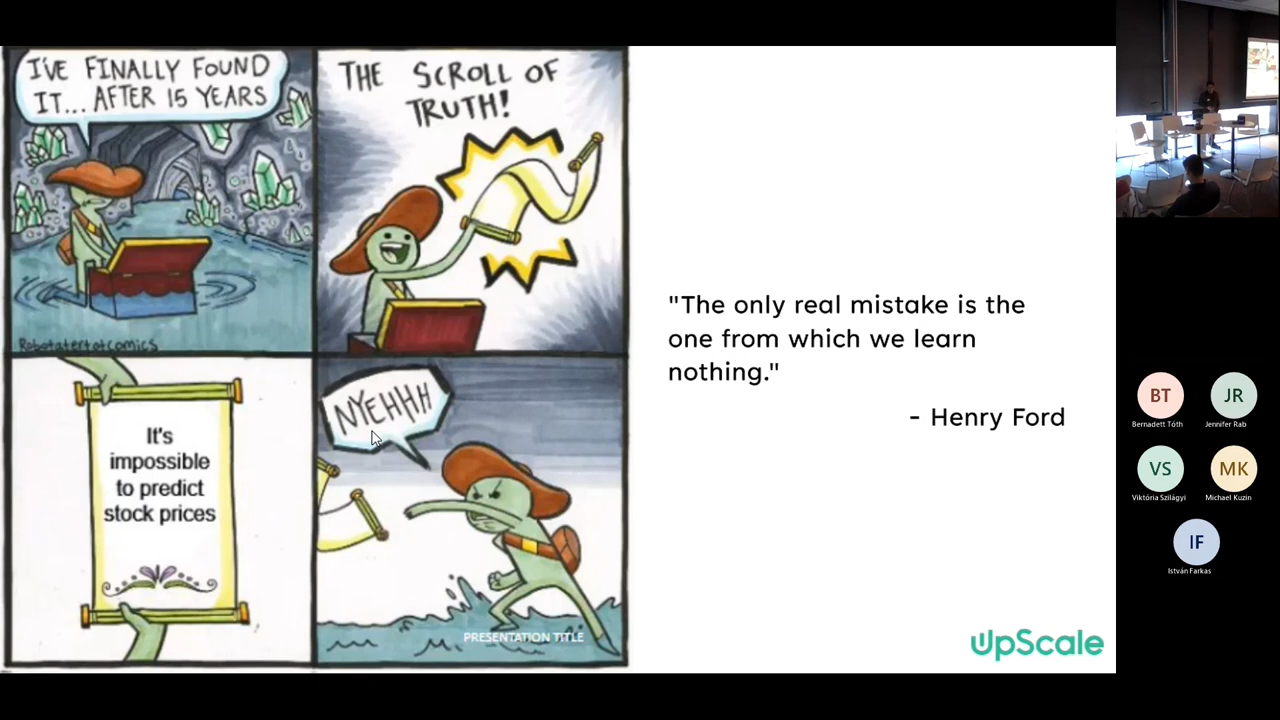 I'VE FINALLY FOUND
IT... AFTER 15 YEARS
THE SCROLL OF
TRUTH!
Robotatertotcomics
It's
impossible
to predict
stock prices
NYEHHH
PRESENTATION TITLE
"The only real mistake is the
one from which we learn
nothing."
- Henry Ford
UpScale
BT
Bernadett Tóth
JR
Jennifer Rab
VS
Viktória Szilágyi
MK
Michael Kuzin
IF
István Farkas